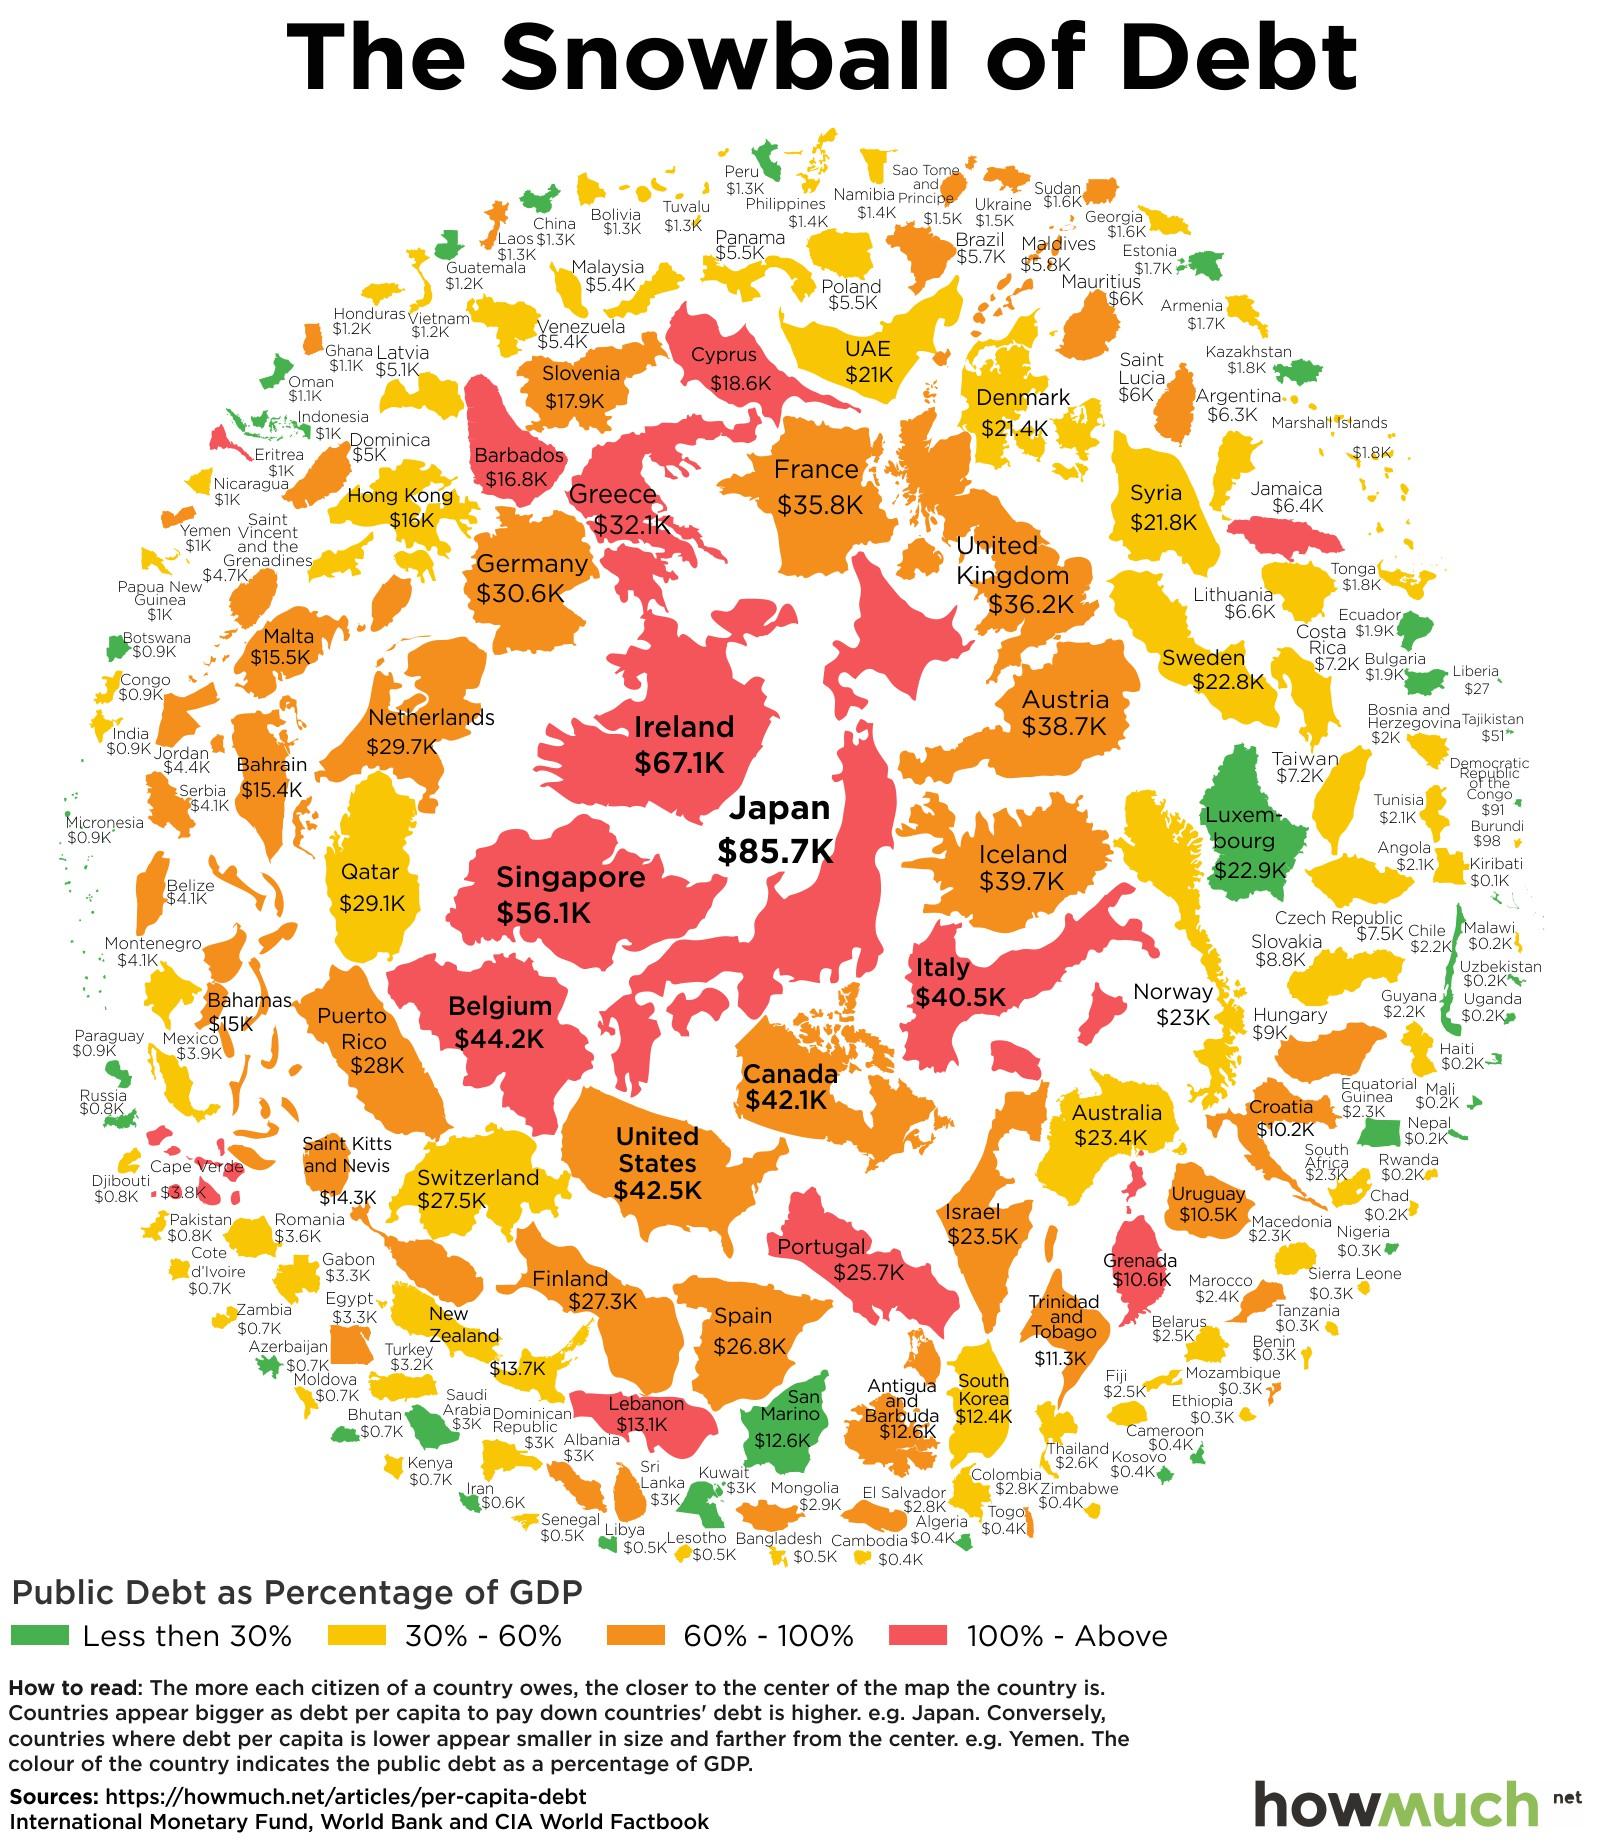 The Snowball of Debt
Peru
$1.3K
Philippines
$1.4K
Namibia
$1.4K
Sao Tome
and
Principe
$1.5K
Ukraine
$1.5K
Sudan
$1.6K
Georgia
$1.6K
Estonia
$1.7K
Armenia
$1.7K
Kazakhstan
$1.8K
Marshall Islands
$1.8K
Tonga
$1.8K
Ecuador
$1.9K
Bulgaria
$1.9K
Liberia
$27
Bosnia and
Herzegovina
$2K
Tajikistan
$51
Democratic
Republic
of the
Congo
$91
Tunisia
$2.1K
Burundi
$98
Angola
$2.1K
Kiribati
$0.1K
Chile
$2.2K
Malawi
$0.2K
Uzbekistan
$0.2K
Guyana
$2.2K
Uganda
$0.2K
Haiti
$0.2K
Equatorial
Guinea
$2.3K
Mali
$0.2K
Nepal
$0.2K
South
Africa
$2.3K
Rwanda
$0.2K
Chad
$0.2K
Macedonia
$2.3K
Nigeria
$0.3K
Sierra Leone
$0.3K
Marocco
$2.4K
Tanzania
$0.3K
Belarus
$2.5K
Benin
$0.3K
Fiji
$2.5K
Mozambique
$0.3K
Ethiopia
$0.3K
Cameroon
$0.4K
Thailand
$2.6K
Kosovo
$0.4K
Colombia
$2.8K
Zimbabwe
$0.4K
Togo
$0.4K
El Salvador
$2.8K
Algeria
$0.4K
Mongolia
$2.9K
Cambodia
$0.4K
Bangladesh
$0.5K
Kuwait
$3K
Lesotho
$0.5K
Sri
Lanka
$3K
Libya
$0.5K
Albania
$3K
Senegal
$0.5K
Dominican
Republic
$3K
Iran
$0.6K
Saudi
Arabia
$3K
Kenya
$0.7K
Bhutan
$0.7K
Turkey
$3.2K
Moldova
$0.7K
Azerbaijan
$0.7K
Egypt
$3.3K
Zambia
$0.7K
Gabon
$3.3K
Cote
d'Ivoire
$0.7K
Romania
$3.6K
Pakistan
$0.8K
Cape Verde
$3.8K
Djibouti
$0.8K
Russia
$0.8K
Mexico
$3.9K
Paraguay
$0.9K
Montenegro
$4.1K
Belize
$4.1K
Micronesia
$0.9K
Serbia
$4.1K
Jordan
$4.4K
India
$0.9K
Congo
$0.9K
Botswana
$0.9K
Papua New
Guinea
$1K
Saint
Vincent
and the
Grenadines
$4.7K
Yemen
$1K
Nicaragua
$1K
Eritrea
$1K
Dominica
$5K
Indonesia
$1K
Oman
$1.1K
Ghana
$1.1K
Latvia
$5.1K
Honduras
$1.2K
Vietnam
$1.2K
Guatemala
$1.2K
Laos
$1.3K
China
$1.3K
Bolivia
$1.3K
Tuvalu
$1.3K
Venezuela
$5.4K
Malaysia
$5.4K
Panama
$5.5K
Poland
$5.5K
Brazil
$5.7K
Maldives
$5.8K
Mauritius
$6K
Saint
Lucia
$6K
Argentina
$6.3K
Jamaica
$6.4K
Lithuania
$6.6K
Costa
Rica
$7.2K
Taiwan
$7.2K
Czech Republic
$7.5K
Slovakia
$8.8K
Hungary
$9K
Croatia
$10.2K
Uruguay
$10.5K
Grenada
$10.6K
Trinidad
and
Tobago
$11.3K
South
Korea
$12.4K
Antigua
and
Barbuda
$12.6K
San
Marino
$12.6K
Lebanon
$13.1K
New
Zealand
$13.7K
Saint Kitts
and Nevis
$14.3K
Bahamas
$15K
Bahrain
$15.4K
Malta
$15.5K
Hong Kong
$16K
Barbados
$16.8K
Slovenia
$17.9K
Cyprus
$18.6K
UAE
$21K
Denmark
$21.4K
Syria
$21.8K
Sweden
$22.8K
Luxem-
bourg
$22.9K
Norway
$23K
Australia
$23.4K
Israel
$23.5K
Portugal
$25.7K
Spain
$26.8K
Finland
$27.3K
Switzerland
$27.5K
Puerto
Rico
$28K
Qatar
$29.1K
Netherlands
$29.7K
Germany
$30.6K
Greece
$32.1K
France
$35.8K
United
Kingdom
$36.2K
Austria
$38.7K
Iceland
$39.7K
Italy
$40.5K
Canada
$42.1K
United
States
$42.5K
Belgium
$44.2K
Singapore
$56.1K
Ireland
$67.1K
Japan
$85.7K
Public Debt as Percentage of GDP
Less then 30%
30% - 60%
60% - 100%
100% - Above
How to read: The more each citizen of a country owes, the closer to the center of the map the country is.
Countries appear bigger as debt per capita to pay down countries' debt is higher. e.g. Japan. Conversely,
countries where debt per capita is lower appear smaller in size and farther from the center. e.g. Yemen. The
colour of the country indicates the public debt as a percentage of GDP.
Sources: https://howmuch.net/articles/per-capita-debt
International Monetary Fund, World Bank and CIA World Factbook
howmuch net